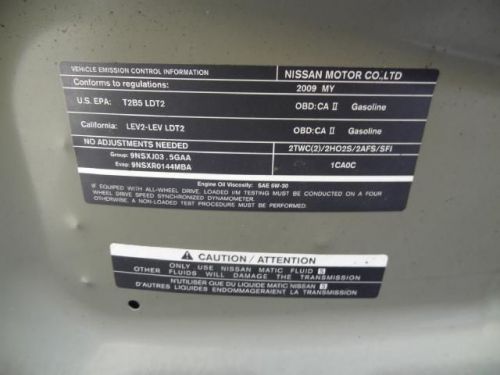 VEHICLE EMISSION CONTROL INFORMATION NISSAN MOTOR CO.,LTD
Conforms to regulations: 2009 MY
U.S. EPA: T2B5 LDT2 OBD:CA II Gasoline
California: LEV2-LEV LDT2 OBD:CA II Gasoline
NO ADJUSTMENTS NEEDED 2TWC(2)/2HO2S/2AFS/SFI
Group: 9NSXJ03.5GAA
Evap: 9NSXR0144MBA 1CA0C
Engine Oil Viscosity: SAE 5W-30
IF EQUIPPED WITH ALL-WHEEL DRIVE, LOADED I/M TESTING MUST BE CONDUCTED ON A FOUR
WHEEL DRIVE SPEED SYNCHRONIZED DYNAMOMETER.
OTHERWISE, A NON-LOADED TEST PROCEDURE MUST BE PERFORMED.
CAUTION / ATTENTION
ONLY USE NISSAN MATIC FLUID S
OTHER FLUIDS WILL DAMAGE THE TRANSMISSION
N'UTILISER QUE DU LIQUIDE MATIC NISSAN S
D'AUTRES LIQUIDES ENDOMMAGERAIENT LA TRANSMISSION